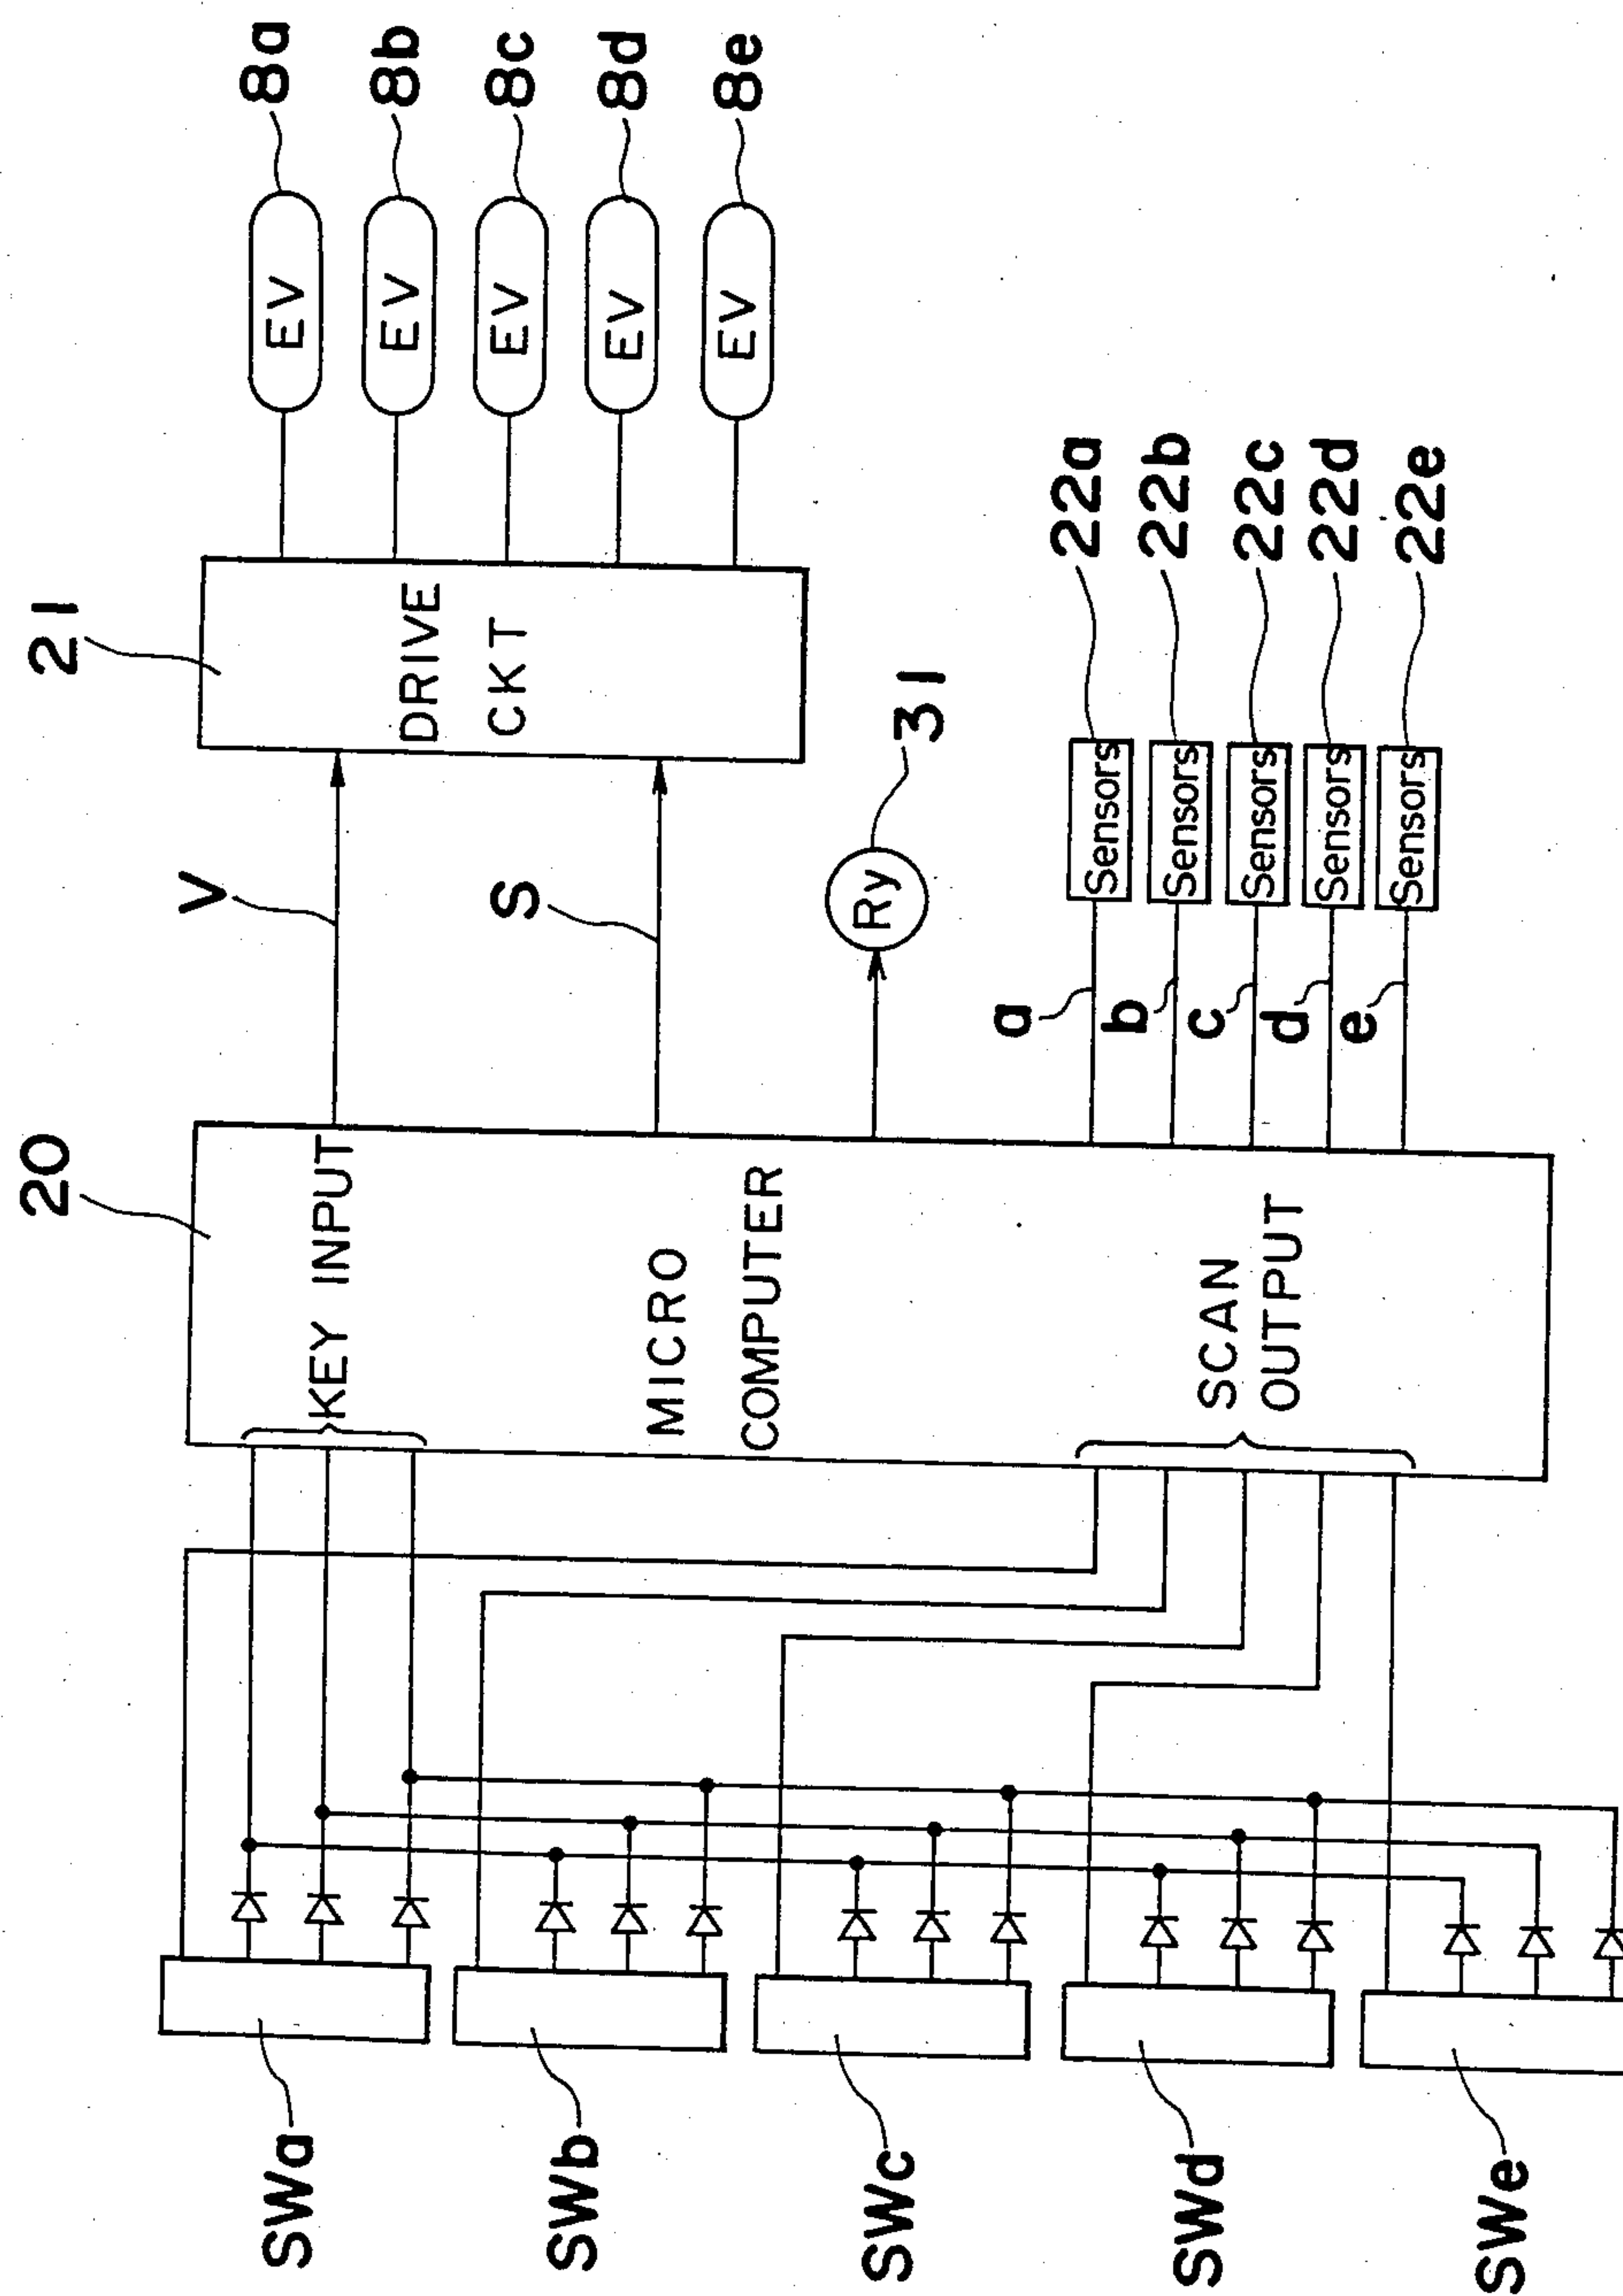 SWa
SWb
SWc
SWd
SWe
20
KEY INPUT
MICRO
COMPUTER
SCAN
OUTPUT
V
S
21
DRIVE
CKT
EV
EV
EV
EV
EV
8a
8b
8c
8d
8e
Ry
31
a
b
c
d
e
Sensors
Sensors
Sensors
Sensors
Sensors
22a
22b
22c
22d
22e